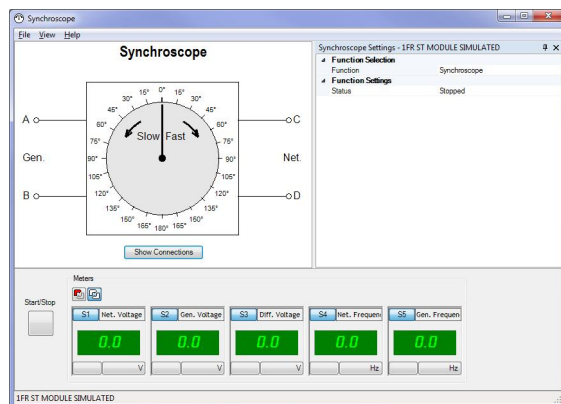 Synchroscope
File View Help
Synchroscope
Synchroscope Settings - 1FR ST MODULE SIMULATED
Function Selection
Function Synchroscope
Function Settings
Status Stopped
0°
15° 15°
30° 30°
45° 45°
60° 60°
75° 75°
90° 90°
105° 105°
120° 120°
135° 135°
150° 150°
165° 180° 165°
Slow Fast
A C
Gen. Net.
B D
Show Connections
Meters
Start/Stop
S1 Net. Voltage S2 Gen. Voltage S3 Diff. Voltage S4 Net. Frequenc S5 Gen. Frequen
0.0 0.0 0.0 0.0 0.0
V V V Hz Hz
1FR ST MODULE SIMULATED